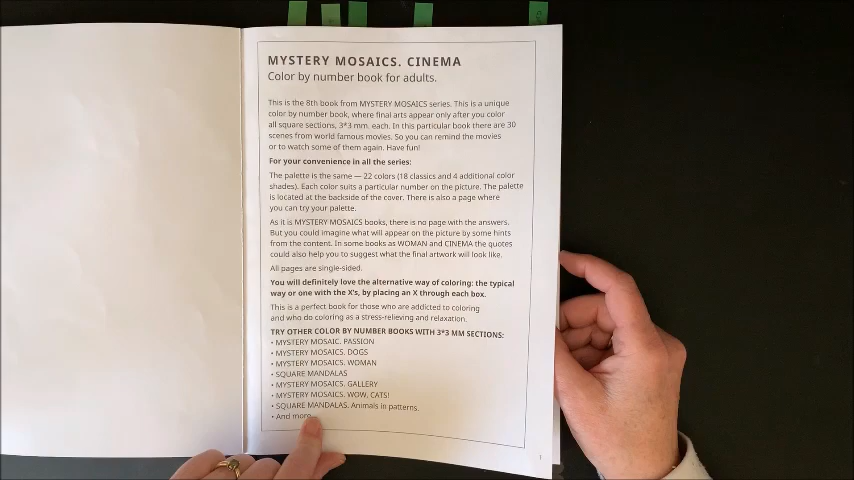 MYSTERY MOSAICS. CINEMA
Color by number book for adults.
This is the 8th book from MYSTERY MOSAICS series. This is a unique
color by number book, where final arts appear only after you color
all square sections, 3*3 mm. each. In this particular book there are 30
scenes from world famous movies. So you can remind the movies
or to watch some of them again. Have fun!
For your convenience in all the series:
The palette is the same — 22 colors (18 classics and 4 additional color
shades). Each color suits a particular number on the picture. The palette
is located at the backside of the cover. There is also a page where
you can try your palette.
As it is MYSTERY MOSAICS books, there is no page with the answers.
But you could imagine what will appear on the picture by some hints
from the content. In some books as WOMAN and CINEMA the quotes
could also help you to suggest what the final artwork will look like.
All pages are single-sided.
You will definitely love the alternative way of coloring: the typical
way or one with the X's, by placing an X through each box.
This is a perfect book for those who are addicted to coloring
and who do coloring as a stress-relieving and relaxation.
TRY OTHER COLOR BY NUMBER BOOKS WITH 3*3 MM SECTIONS:
• MYSTERY MOSAIC. PASSION
• MYSTERY MOSAICS. DOGS
• MYSTERY MOSAICS. WOMAN
• SQUARE MANDALAS
• MYSTERY MOSAICS. GALLERY
• MYSTERY MOSAICS. WOW, CATS!
• SQUARE MANDALAS. Animals in patterns.
• And more
1